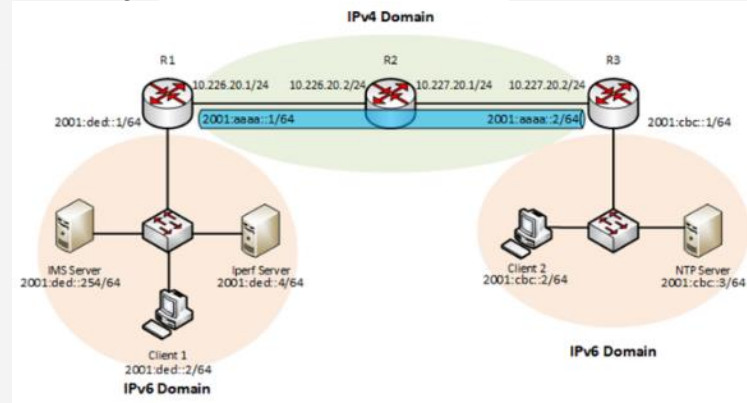 IPv4 Domain
R1
R2
R3
10.226.20.1/24
10.226.20.2/24
10.227.20.1/24
10.227.20.2/24
2001:ded::1/64
2001:aaaa::1/64
2001:aaaa::2/64
2001:cbc::1/64
IMS Server
2001:ded::254/64
Iperf Server
2001:ded::4/64
Client 1
2001:ded::2/64
IPv6 Domain
Client 2
2001:cbc::2/64
NTP Server
2001:cbc::3/64
IPv6 Domain